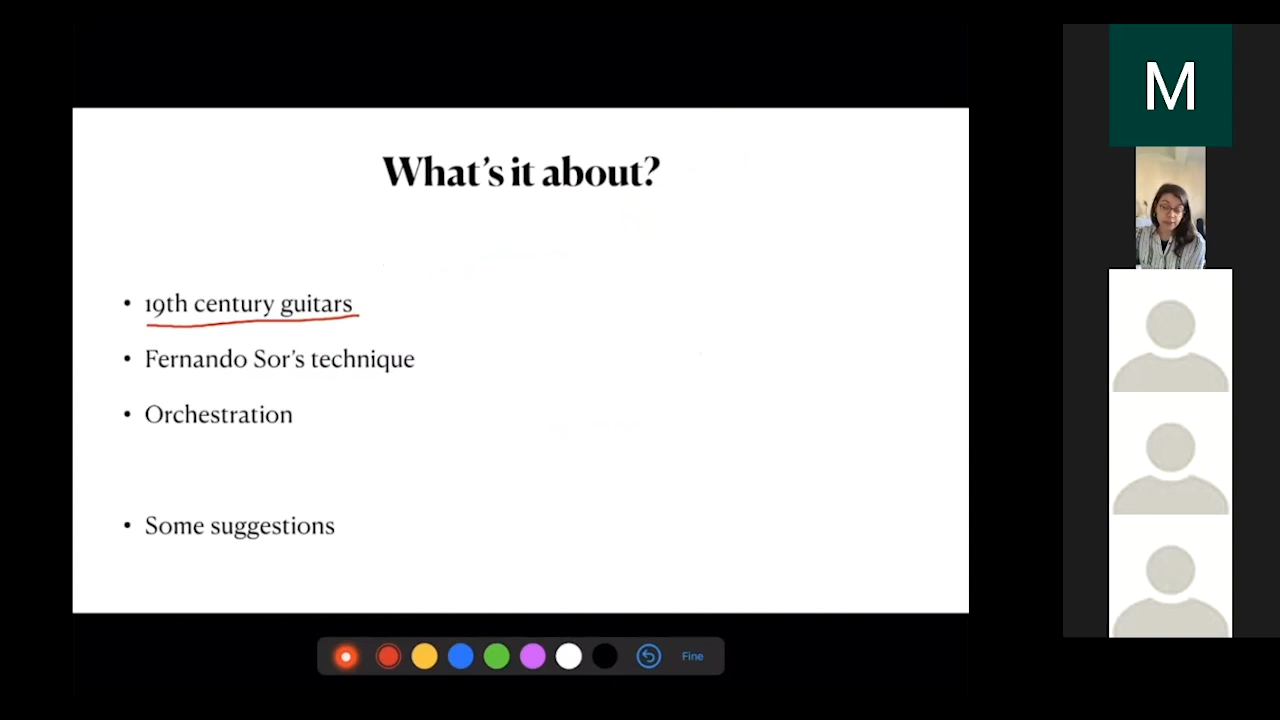 What's it about?
• 19th century guitars
• Fernando Sor's technique
• Orchestration
• Some suggestions
Fine
M